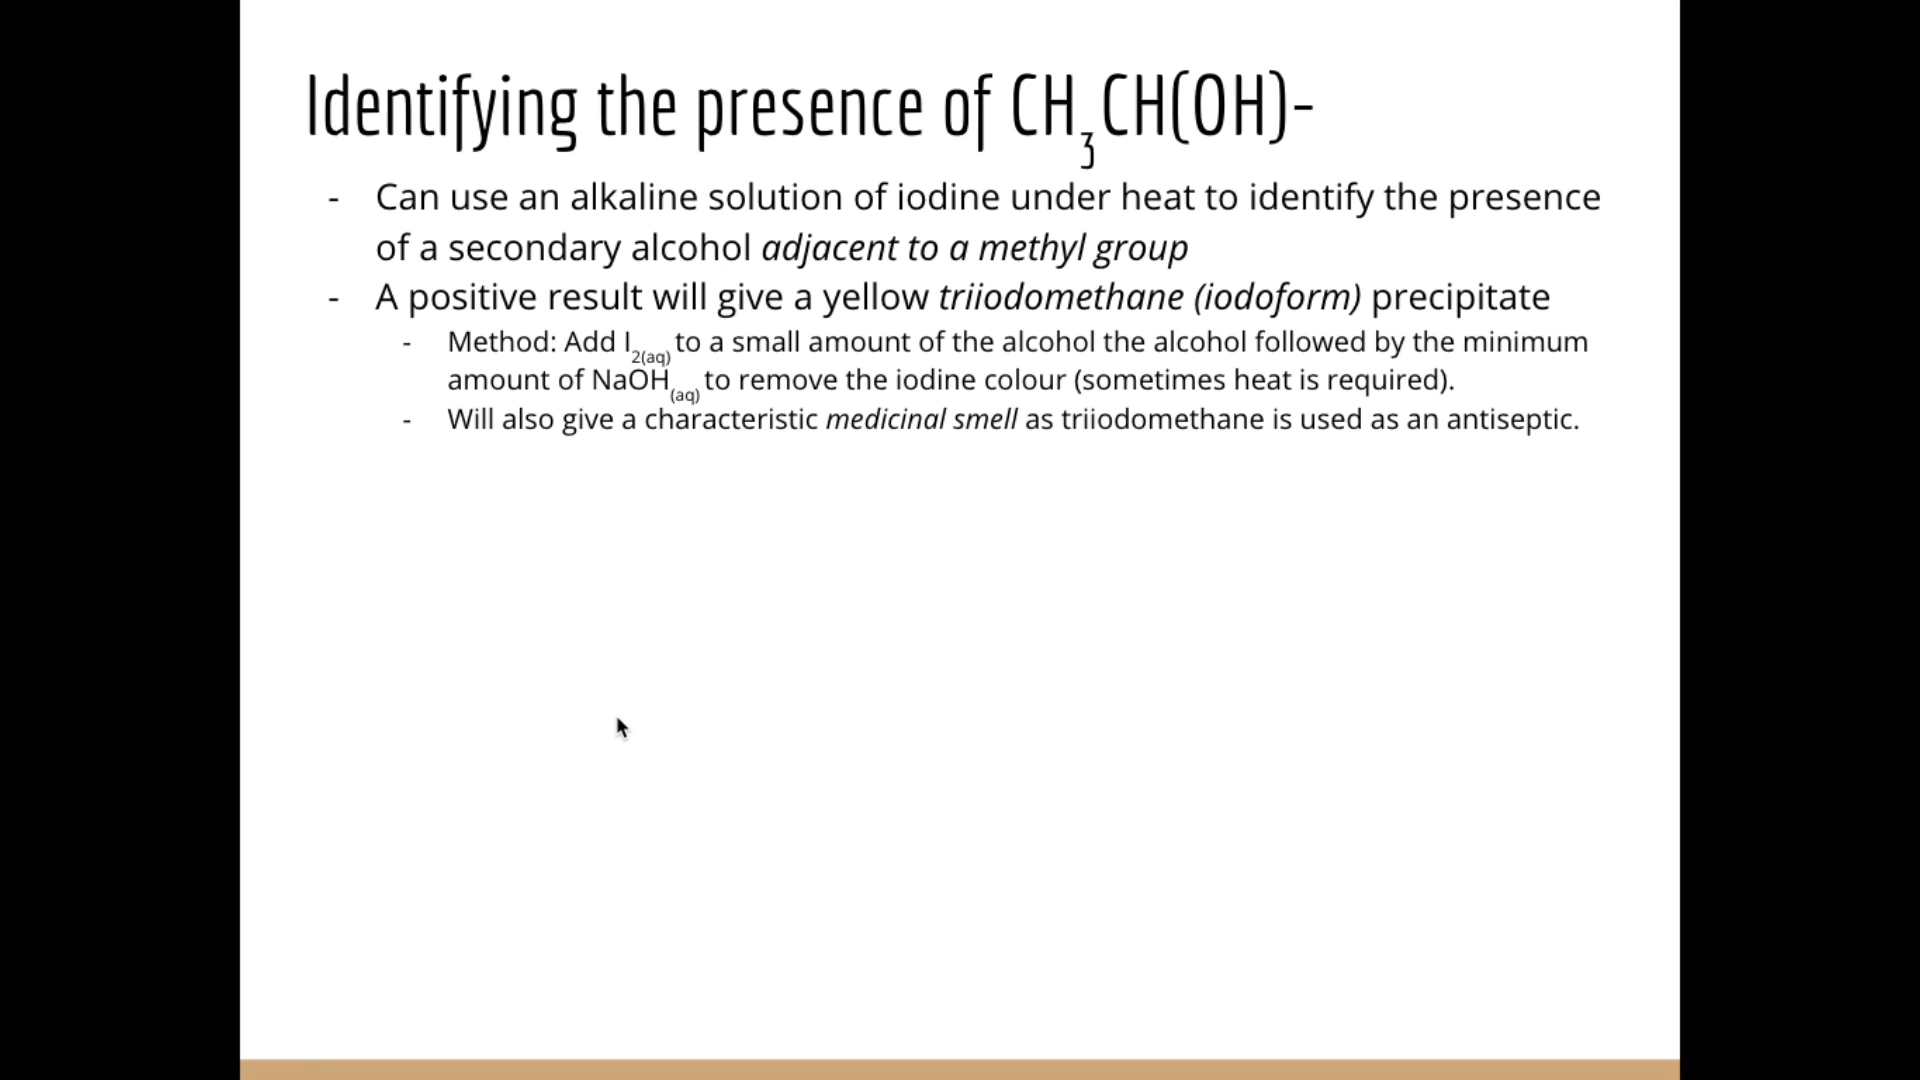 Identifying the presence of CH₃CH(OH)-
- Can use an alkaline solution of iodine under heat to identify the presence
of a secondary alcohol adjacent to a methyl group
- A positive result will give a yellow triiodomethane (iodoform) precipitate
- Method: Add I₂(aq) to a small amount of the alcohol the alcohol followed by the minimum
amount of NaOH(aq) to remove the iodine colour (sometimes heat is required).
- Will also give a characteristic medicinal smell as triiodomethane is used as an antiseptic.